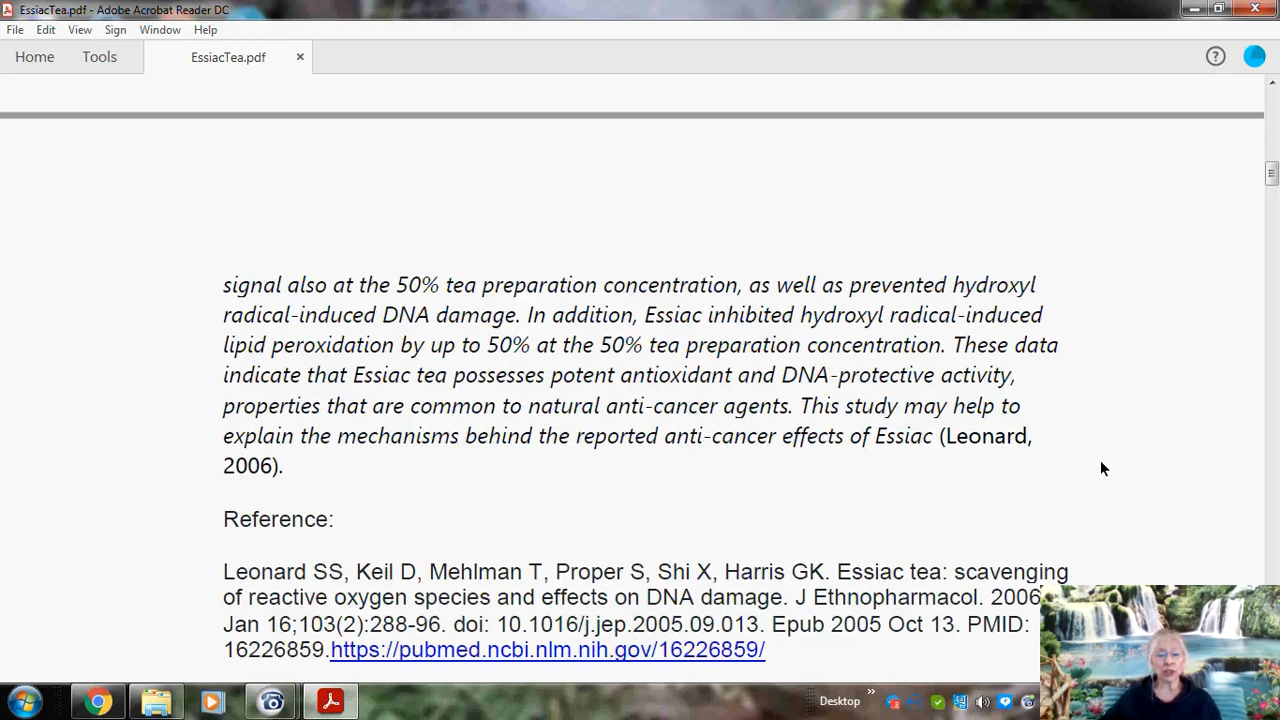 EssiacTea.pdf - Adobe Acrobat Reader DC
File Edit View Sign Window Help
Home Tools EssiacTea.pdf ×
signal also at the 50% tea preparation concentration, as well as prevented hydroxyl
radical-induced DNA damage. In addition, Essiac inhibited hydroxyl radical-induced
lipid peroxidation by up to 50% at the 50% tea preparation concentration. These data
indicate that Essiac tea possesses potent antioxidant and DNA-protective activity,
properties that are common to natural anti-cancer agents. This study may help to
explain the mechanisms behind the reported anti-cancer effects of Essiac (Leonard,
2006).
Reference:
Leonard SS, Keil D, Mehlman T, Proper S, Shi X, Harris GK. Essiac tea: scavenging
of reactive oxygen species and effects on DNA damage. J Ethnopharmacol. 2006
Jan 16;103(2):288-96. doi: 10.1016/j.jep.2005.09.013. Epub 2005 Oct 13. PMID:
16226859.https://pubmed.ncbi.nlm.nih.gov/16226859/
Desktop